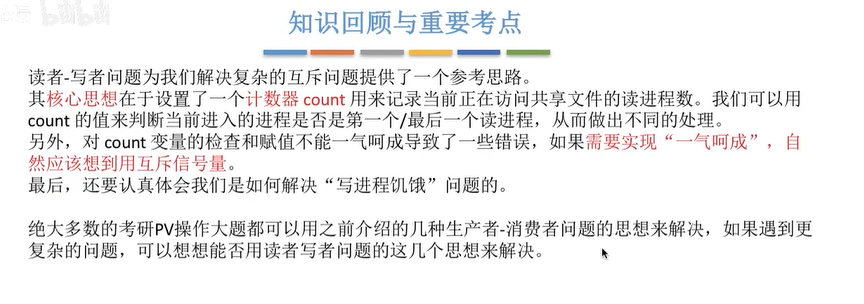 bilibili
知识回顾与重要考点
读者-写者问题为我们解决复杂的互斥问题提供了一个参考思路。
其核心思想在于设置了一个计数器 count 用来记录当前正在访问共享文件的读进程数。我们可以用
count 的值来判断当前进入的进程是否是第一个/最后一个读进程，从而做出不同的处理。
另外，对 count 变量的检查和赋值不能一气呵成导致了一些错误，如果需要实现“一气呵成”，自
然应该想到用互斥信号量。
最后，还要认真体会我们是如何解决“写进程饥饿”问题的。
绝大多数的考研PV操作大题都可以用之前介绍的几种生产者-消费者问题的思想来解决，如果遇到更
复杂的问题，可以想想能否用读者写者问题的这几个思想来解决。